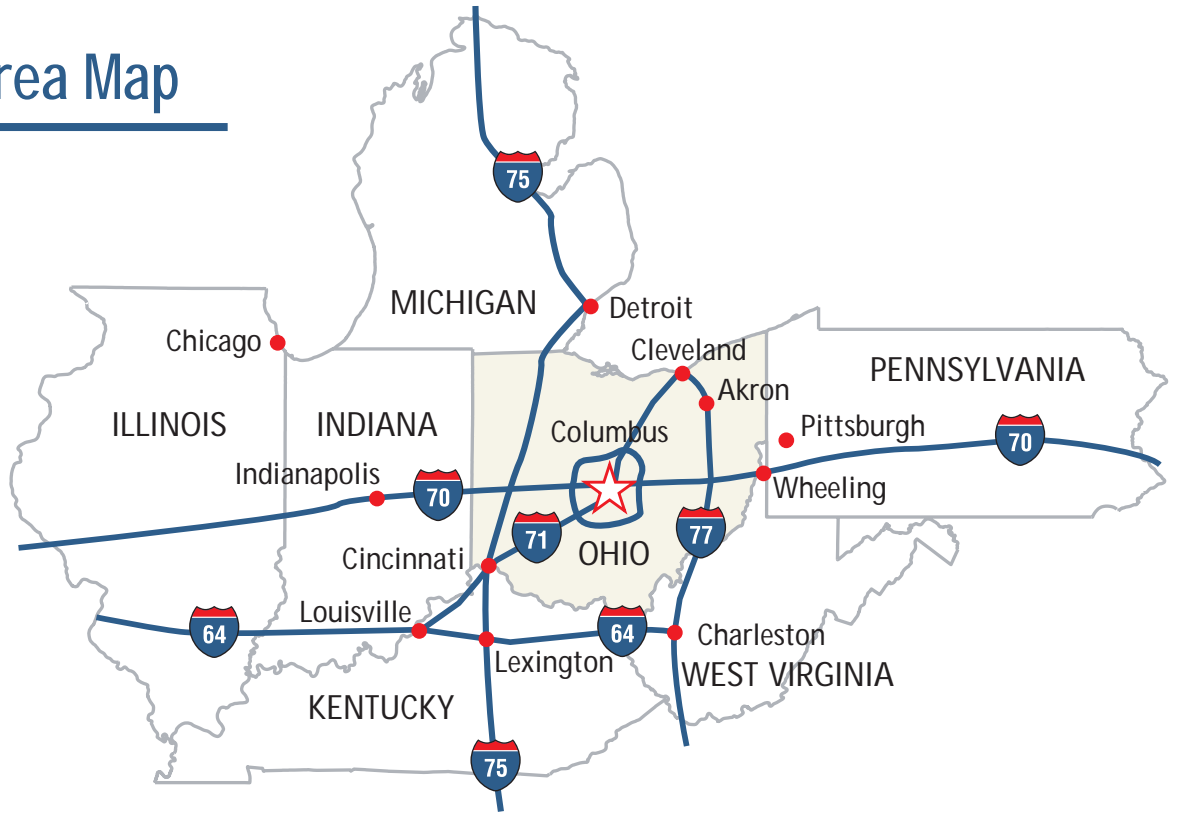 rea Map
75
MICHIGAN
Detroit
Chicago
Cleveland
PENNSYLVANIA
Akron
ILLINOIS
INDIANA
Columbus
Pittsburgh
70
Indianapolis
70
Wheeling
71
77
OHIO
Cincinnati
Louisville
64
64
Charleston
Lexington
WEST VIRGINIA
KENTUCKY
75